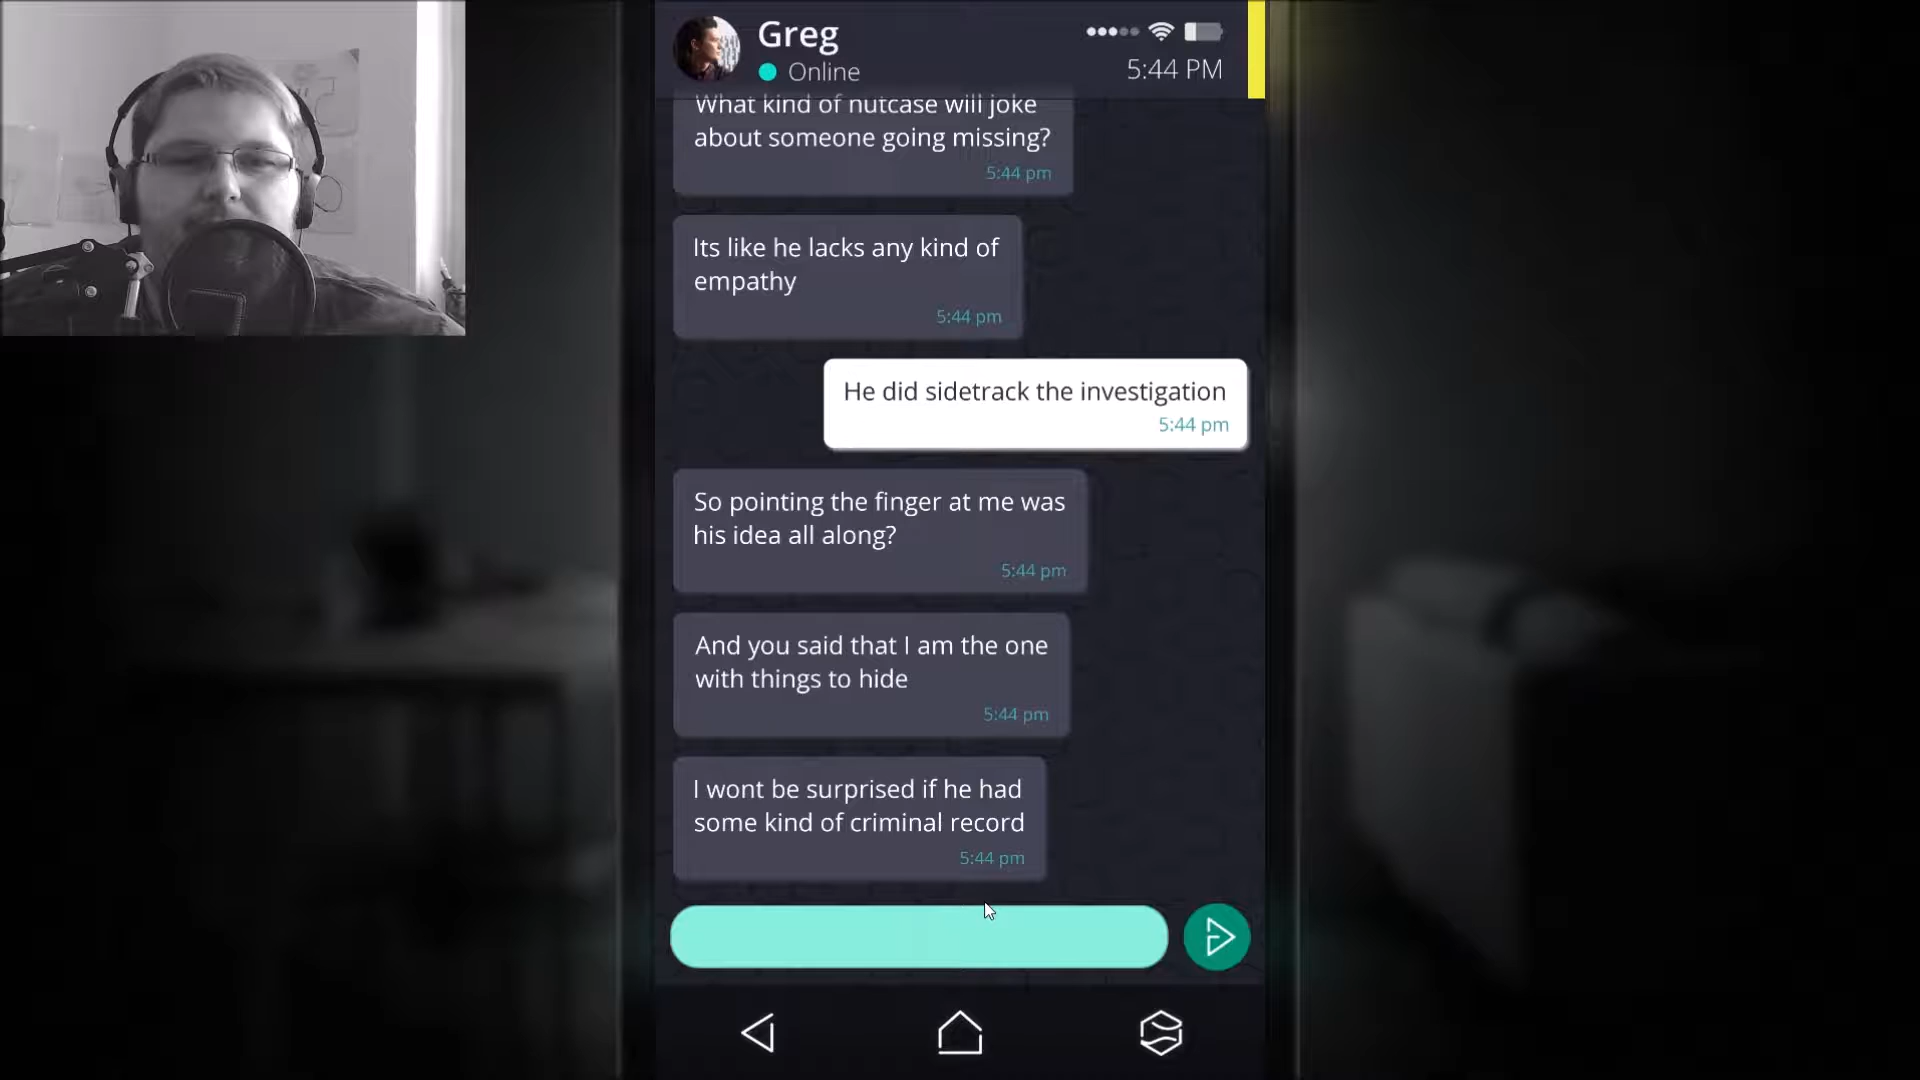 Greg
Online
5:44 PM
What kind of nutcase will joke
about someone going missing?
5:44 pm
Its like he lacks any kind of
empathy
5:44 pm
He did sidetrack the investigation
5:44 pm
So pointing the finger at me was
his idea all along?
5:44 pm
And you said that I am the one
with things to hide
5:44 pm
I wont be surprised if he had
some kind of criminal record
5:44 pm